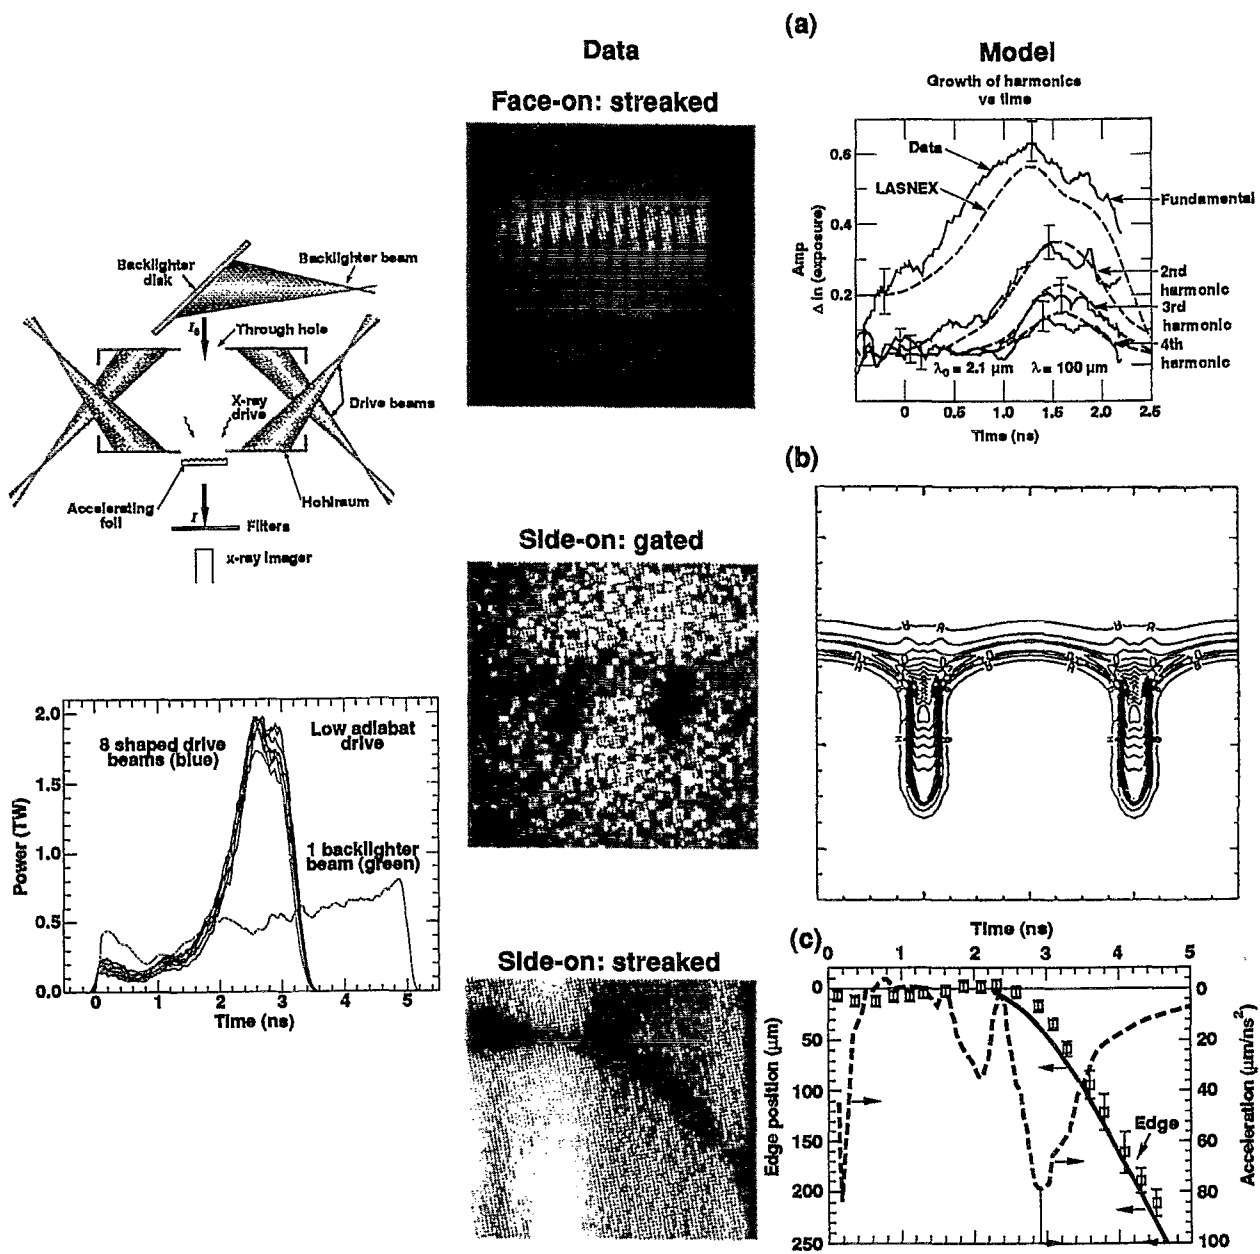 (a)
Data
Model
Face-on: streaked
Growth of harmonics
vs time
Amp
Δ ln (exposure)
0.6
0.4
0.2
Data
LASNEX
Fundamental
2nd
harmonic
3rd
harmonic
4th
harmonic
λ₀ = 2.1 μm λ = 100 μm
0 0.5 1.0 1.5 2.0 2.5
Time (ns)
Backlighter
disk
Backlighter beam
I₀
Through hole
X-ray
drive
Drive beams
Accelerating
foil
Hohlraum
I
Filters
x-ray imager
(b)
Side-on: gated
8 shaped drive
beams (blue)
Low adiabat
drive
1 backlighter
beam (green)
Power (TW)
2.0
1.5
1.0
0.5
0.0
0 1 2 3 4 5
Time (ns)
Side-on: streaked
(c)
Time (ns)
0 1 2 3 4 5
Edge position (μm)
0
50
100
150
200
250
Edge
Acceleration (μm/ns²)
0
20
40
60
80
100